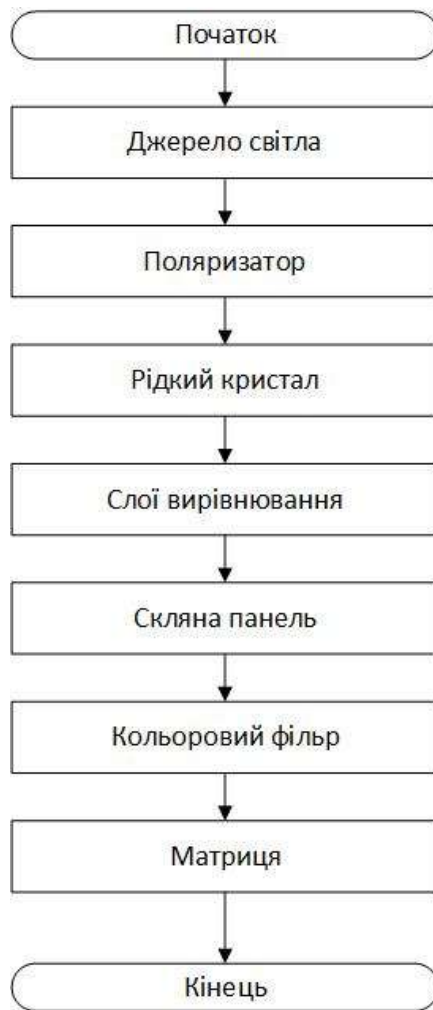 Початок
Джерело світла
Поляризатор
Рідкий кристал
Слої вирівнювання
Скляна панель
Кольоровий фільр
Матриця
Кінець